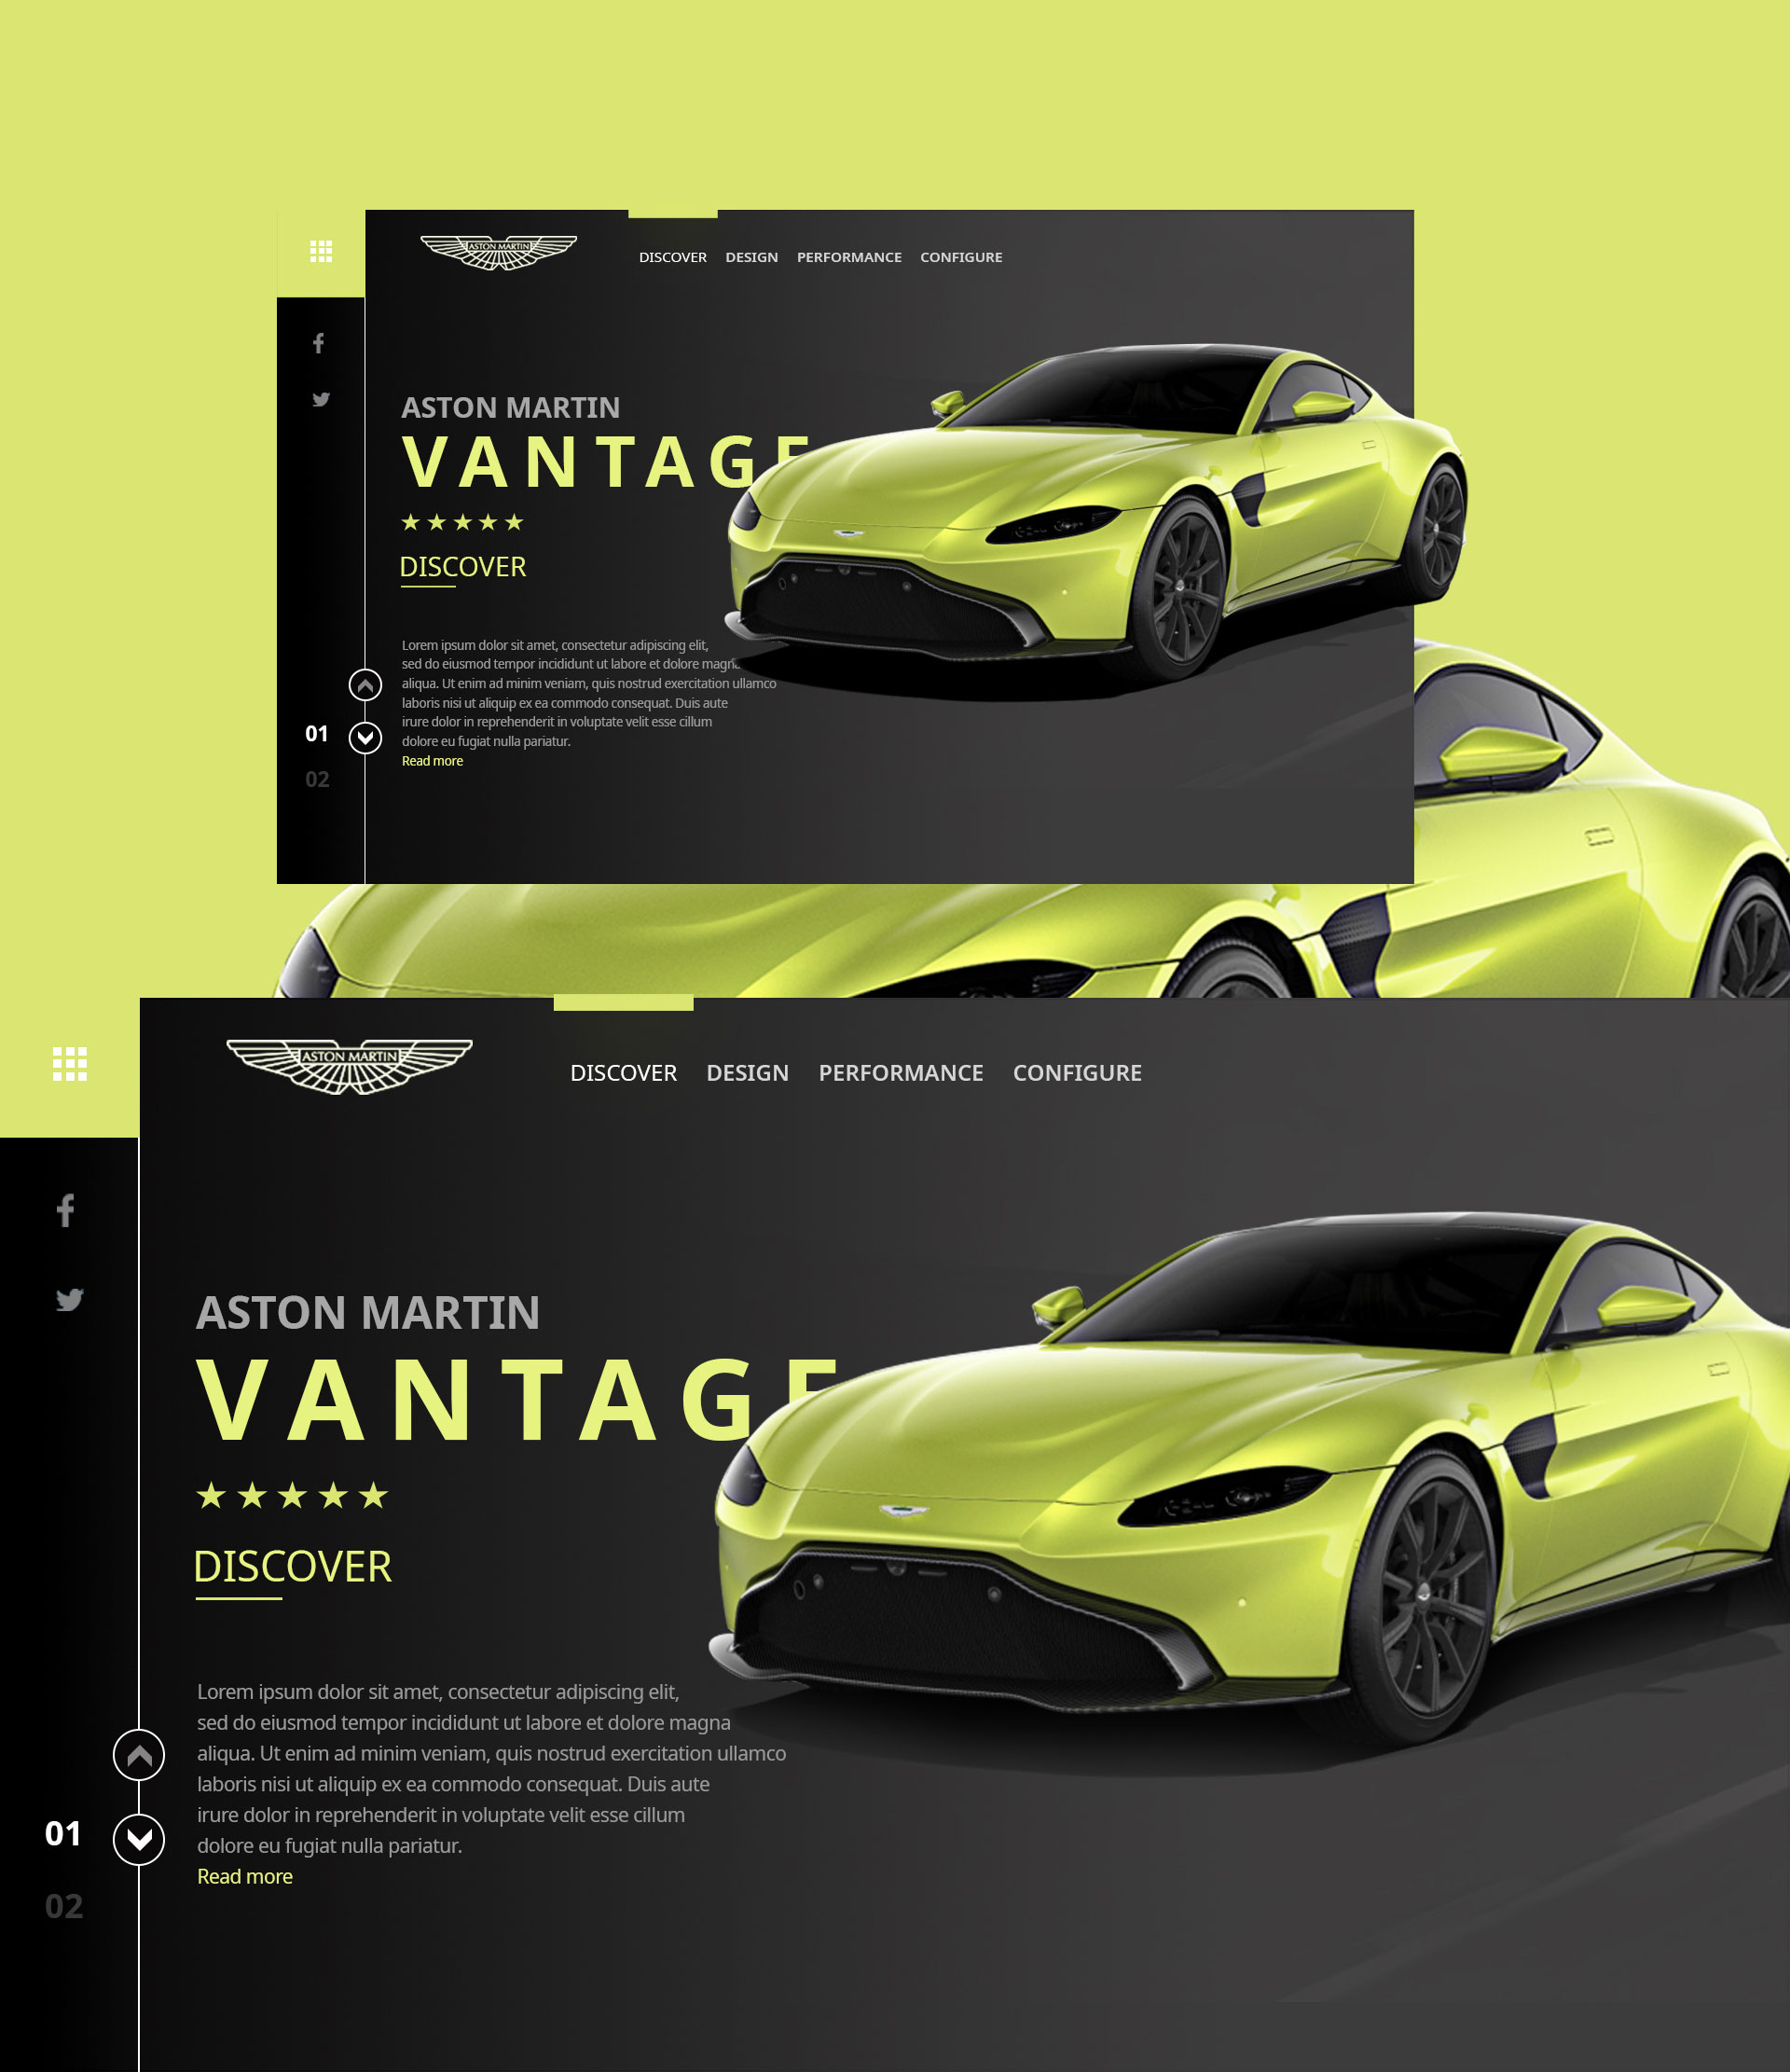 ASTON MARTIN
DISCOVER DESIGN PERFORMANCE CONFIGURE
ASTON MARTIN
VANTAGE
DISCOVER
Lorem ipsum dolor sit amet, consectetur adipiscing elit,
sed do eiusmod tempor incididunt ut labore et dolore magna
aliqua. Ut enim ad minim veniam, quis nostrud exercitation ullamco
laboris nisi ut aliquip ex ea commodo consequat. Duis aute
irure dolor in reprehenderit in voluptate velit esse cillum
dolore eu fugiat nulla pariatur.
Read more
01
02
ASTON MARTIN
DISCOVER DESIGN PERFORMANCE CONFIGURE
ASTON MARTIN
VANTAGE
DISCOVER
Lorem ipsum dolor sit amet, consectetur adipiscing elit,
sed do eiusmod tempor incididunt ut labore et dolore magna
aliqua. Ut enim ad minim veniam, quis nostrud exercitation ullamco
laboris nisi ut aliquip ex ea commodo consequat. Duis aute
irure dolor in reprehenderit in voluptate velit esse cillum
dolore eu fugiat nulla pariatur.
Read more
01
02